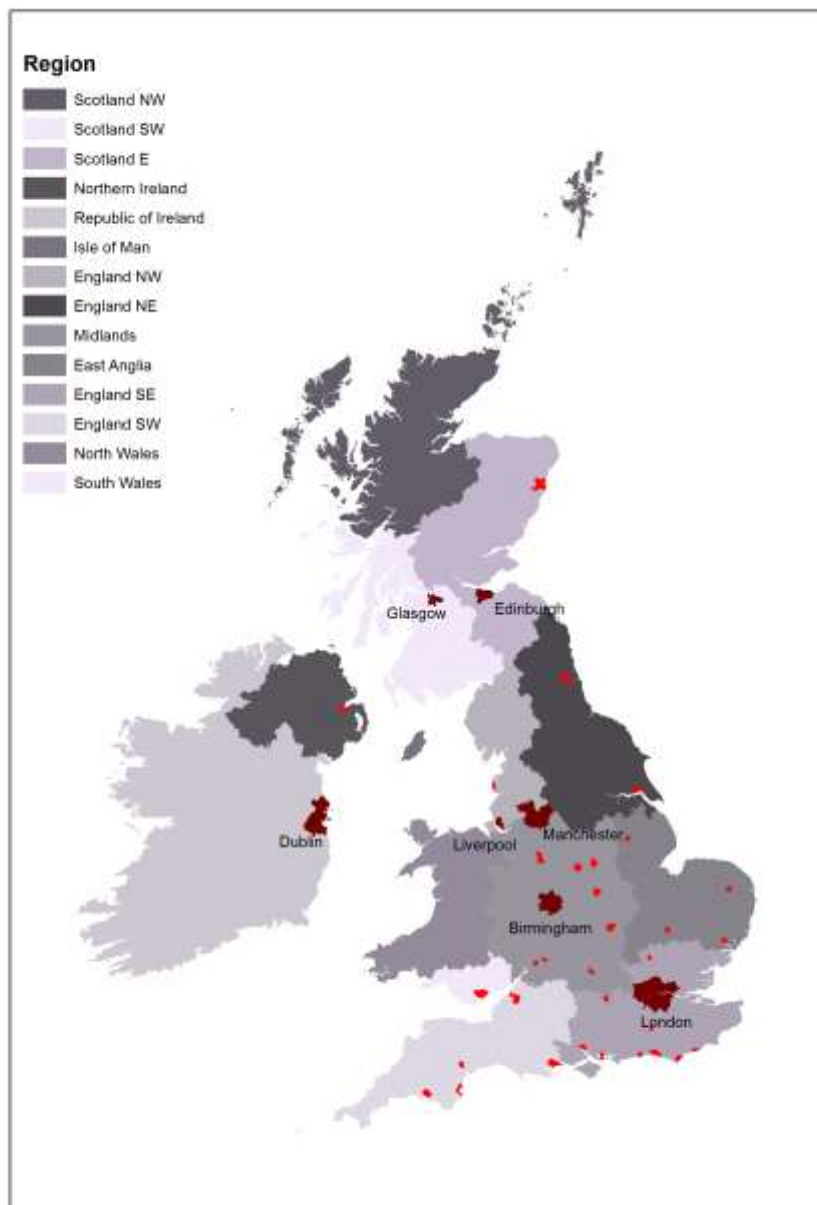 Region
Scotland NW
Scotland SW
Scotland E
Northern Ireland
Republic of Ireland
Isle of Man
England NW
England NE
Midlands
East Anglia
England SE
England SW
North Wales
South Wales
Glasgow
Edinburgh
Dublin
Liverpool
Manchester
Birmingham
London